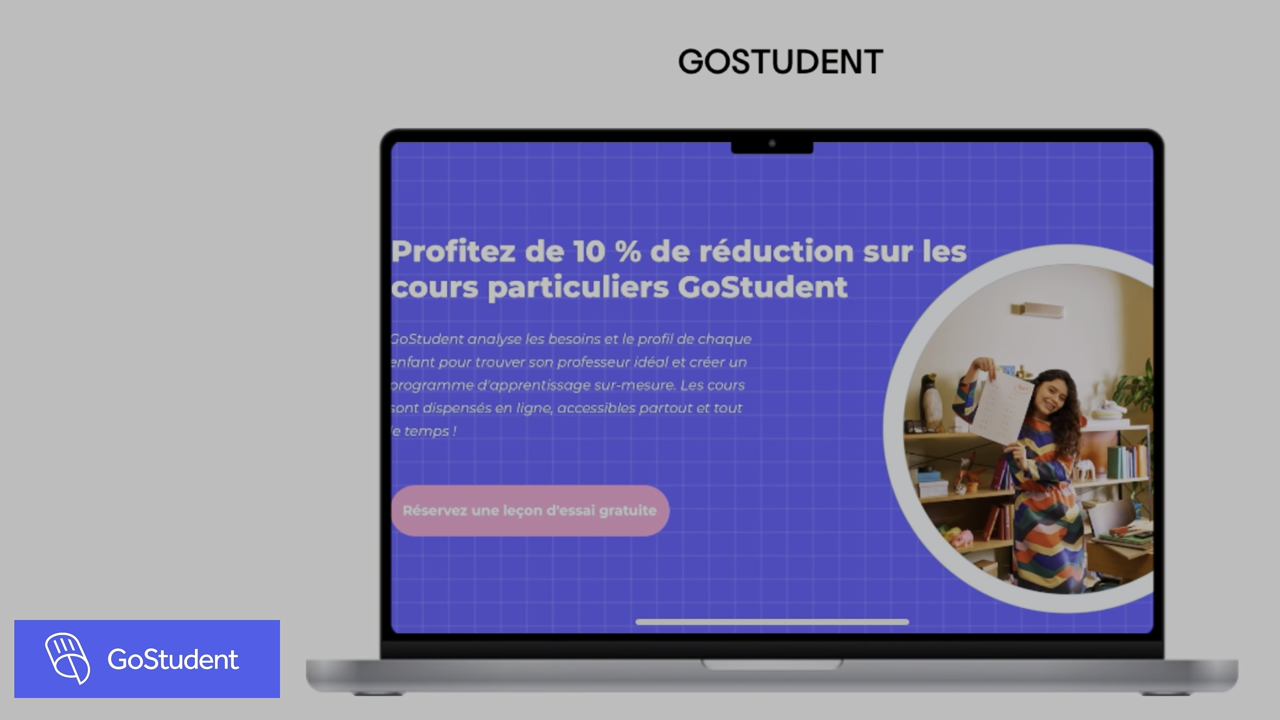 GOSTUDENT
Profitez de 10 % de réduction sur les
cours particuliers GoStudent
GoStudent analyse les besoins et le profil de chaque
enfant pour trouver son professeur idéal et créer un
programme d'apprentissage sur-mesure. Les cours
sont dispensés en ligne, accessibles partout et tout
le temps !
Réservez une leçon d'essai gratuite
GoStudent